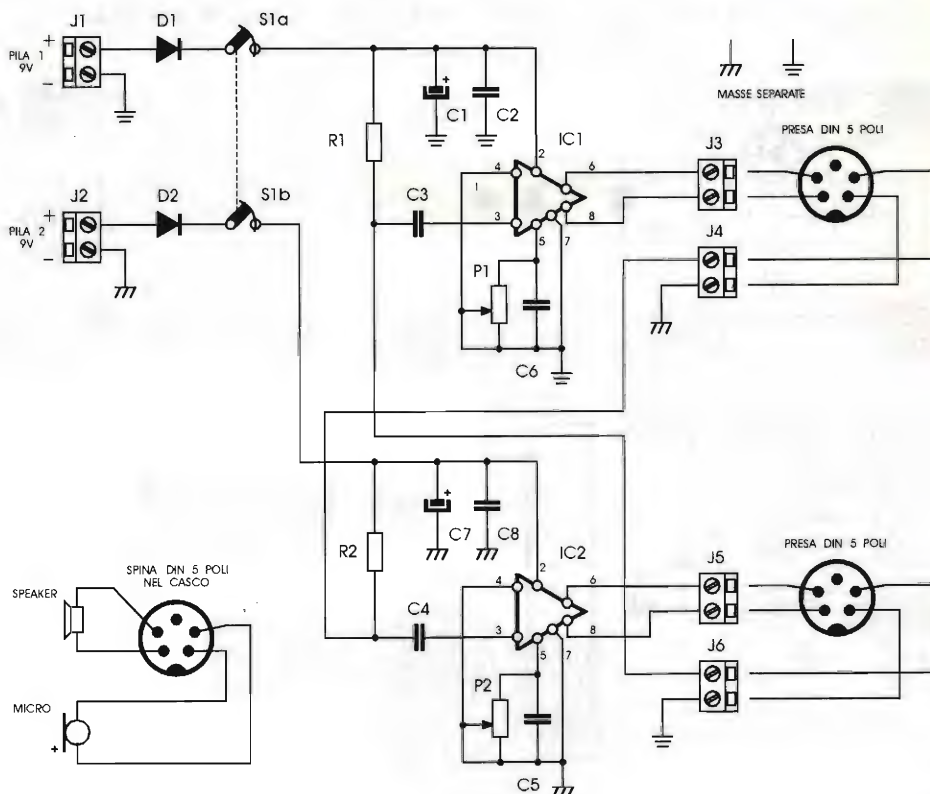 J1
D1
S1a
+
PILA 1
9V
−
R1
+
C1
C2
IC1
MASSE SEPARATE
PRESA DIN 5 POLI
J3
4
2
6
1
C3
3
8
5
7
P1
C6
J4
J2
D2
S1b
+
PILA 2
9V
−
R2
+
C7
C8
IC2
PRESA DIN 5 POLI
J5
4
2
6
C4
3
8
5
7
P2
C5
J6
SPINA DIN 5 POLI
NEL CASCO
SPEAKER
MICRO
+